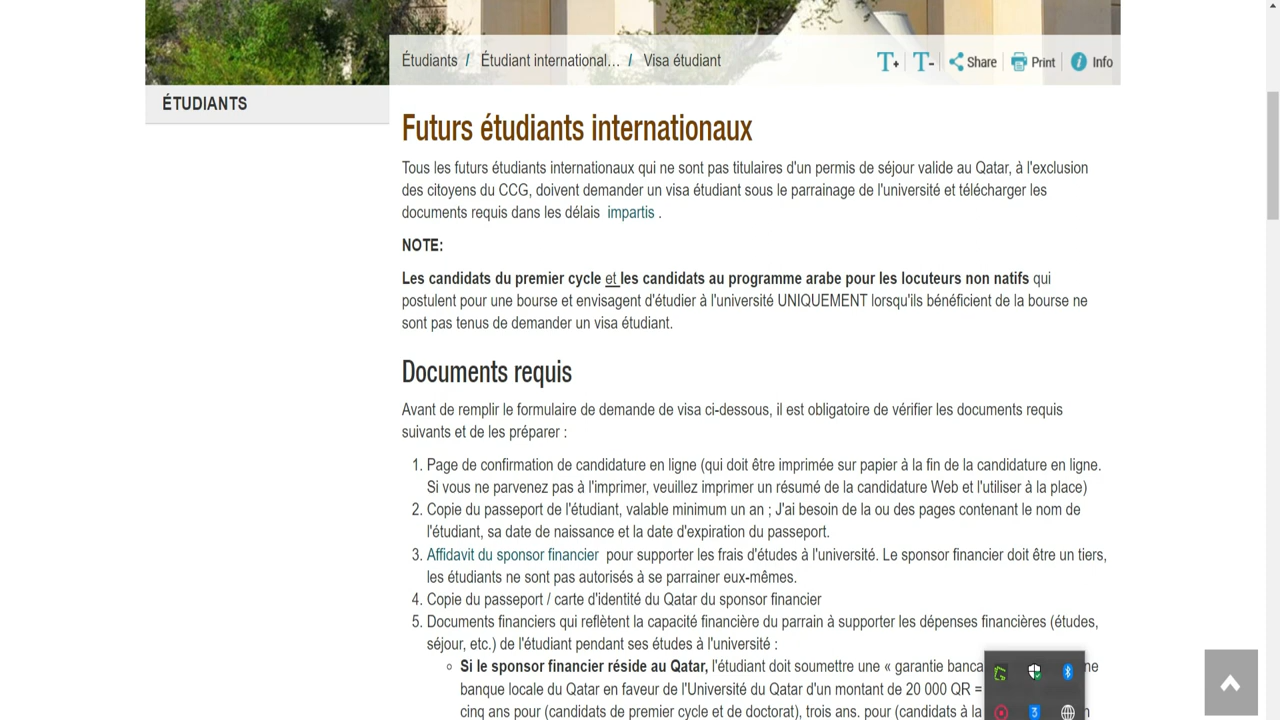 Étudiants / Étudiant international... / Visa étudiant
T+ T- Share Print Info
ÉTUDIANTS
Futurs étudiants internationaux
Tous les futurs étudiants internationaux qui ne sont pas titulaires d'un permis de séjour valide au Qatar, à l'exclusion
des citoyens du CCG, doivent demander un visa étudiant sous le parrainage de l'université et télécharger les
documents requis dans les délais impartis .
NOTE:
Les candidats du premier cycle et les candidats au programme arabe pour les locuteurs non natifs qui
postulent pour une bourse et envisagent d'étudier à l'université UNIQUEMENT lorsqu'ils bénéficient de la bourse ne
sont pas tenus de demander un visa étudiant.
Documents requis
Avant de remplir le formulaire de demande de visa ci-dessous, il est obligatoire de vérifier les documents requis
suivants et de les préparer :
1. Page de confirmation de candidature en ligne (qui doit être imprimée sur papier à la fin de la candidature en ligne.
Si vous ne parvenez pas à l'imprimer, veuillez imprimer un résumé de la candidature Web et l'utiliser à la place)
2. Copie du passeport de l'étudiant, valable minimum un an ; J'ai besoin de la ou des pages contenant le nom de
l'étudiant, sa date de naissance et la date d'expiration du passeport.
3. Affidavit du sponsor financier pour supporter les frais d'études à l'université. Le sponsor financier doit être un tiers,
les étudiants ne sont pas autorisés à se parrainer eux-mêmes.
4. Copie du passeport / carte d'identité du Qatar du sponsor financier
5. Documents financiers qui reflètent la capacité financière du parrain à supporter les dépenses financières (études,
séjour, etc.) de l'étudiant pendant ses études à l'université :
Si le sponsor financier réside au Qatar, l'étudiant doit soumettre une « garantie
banque locale du Qatar en faveur de l'Université du Qatar d'un montant de 20 000 QR =
cinq ans pour (candidats de premier cycle et de doctorat), trois ans. pour (candidats à la